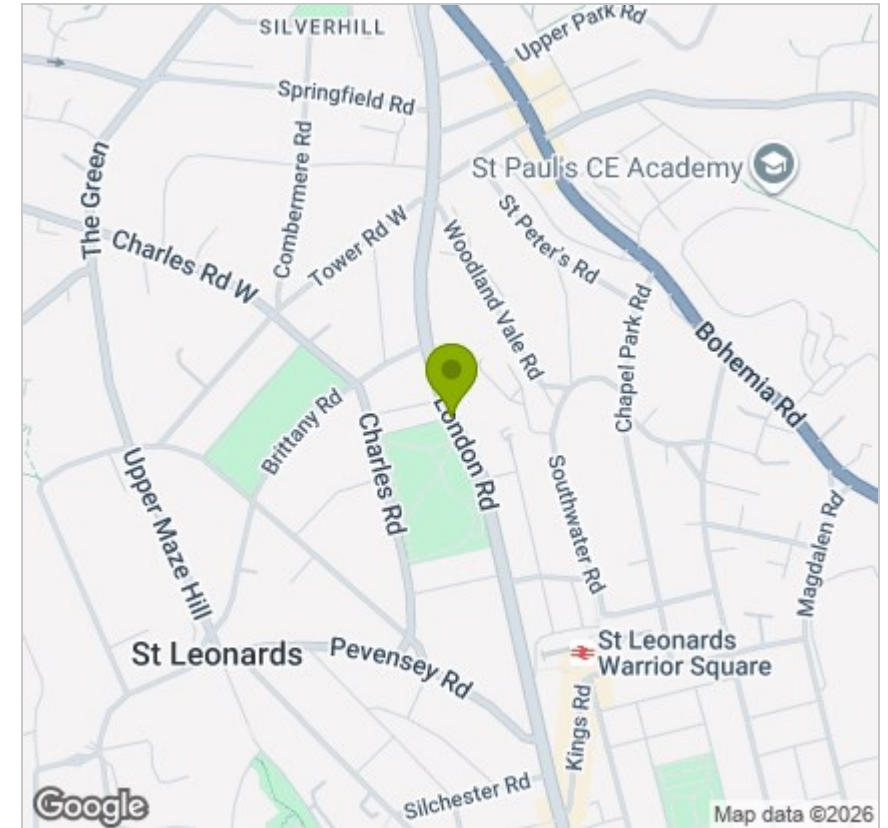 SILVERHILL
Upper Park Rd
Springfield Rd
St Paul's CE Academy
The Green
Combermere Rd
Tower Rd W
Charles Rd W
Woodland Vale Rd
St Peter's Rd
Chapel Park Rd
Bohemia Rd
Brittany Rd
London Rd
Charles Rd
Upper Maze Hill
Southwater Rd
Magdalen Rd
St Leonards
Pevensey Rd
St Leonards
Warrior Square
Kings Rd
Silchester Rd
Google
Map data ©2026